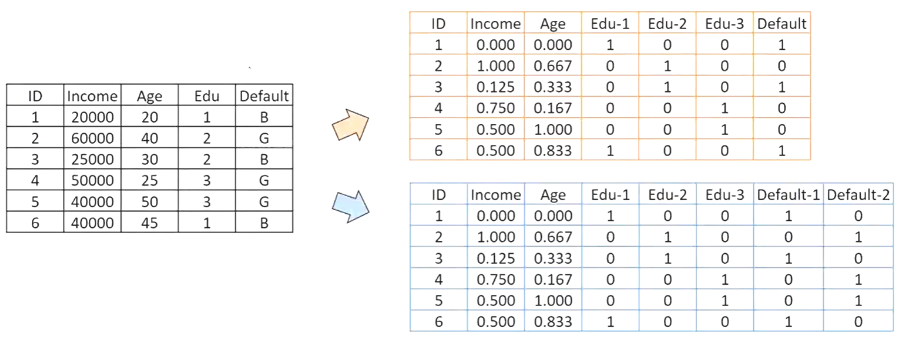 ID Income Age Edu Default
1 20000 20 1 B
2 60000 40 2 G
3 25000 30 2 B
4 50000 25 3 G
5 40000 50 3 G
6 40000 45 1 B
ID Income Age Edu-1 Edu-2 Edu-3 Default
1 0.000 0.000 1 0 0 1
2 1.000 0.667 0 1 0 0
3 0.125 0.333 0 1 0 1
4 0.750 0.167 0 0 1 0
5 0.500 1.000 0 0 1 0
6 0.500 0.833 1 0 0 1
ID Income Age Edu-1 Edu-2 Edu-3 Default-1 Default-2
1 0.000 0.000 1 0 0 1 0
2 1.000 0.667 0 1 0 0 1
3 0.125 0.333 0 1 0 1 0
4 0.750 0.167 0 0 1 0 1
5 0.500 1.000 0 0 1 0 1
6 0.500 0.833 1 0 0 1 0